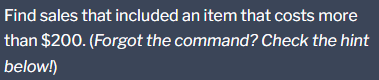 Find sales that included an item that costs more
than $200. (Forgot the command? Check the hint
below!)